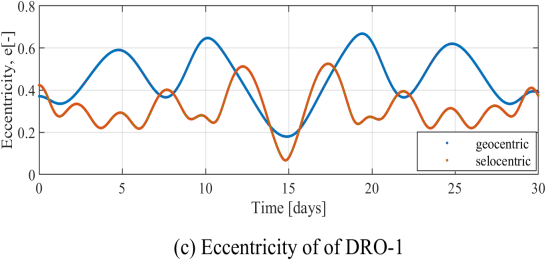 0.8
0.6
0.4
0.2
0
Eccentricity, e[-]
geocentric
selocentric
0 5 10 15 20 25 30
Time [days]
(c) Eccentricity of of DRO-1